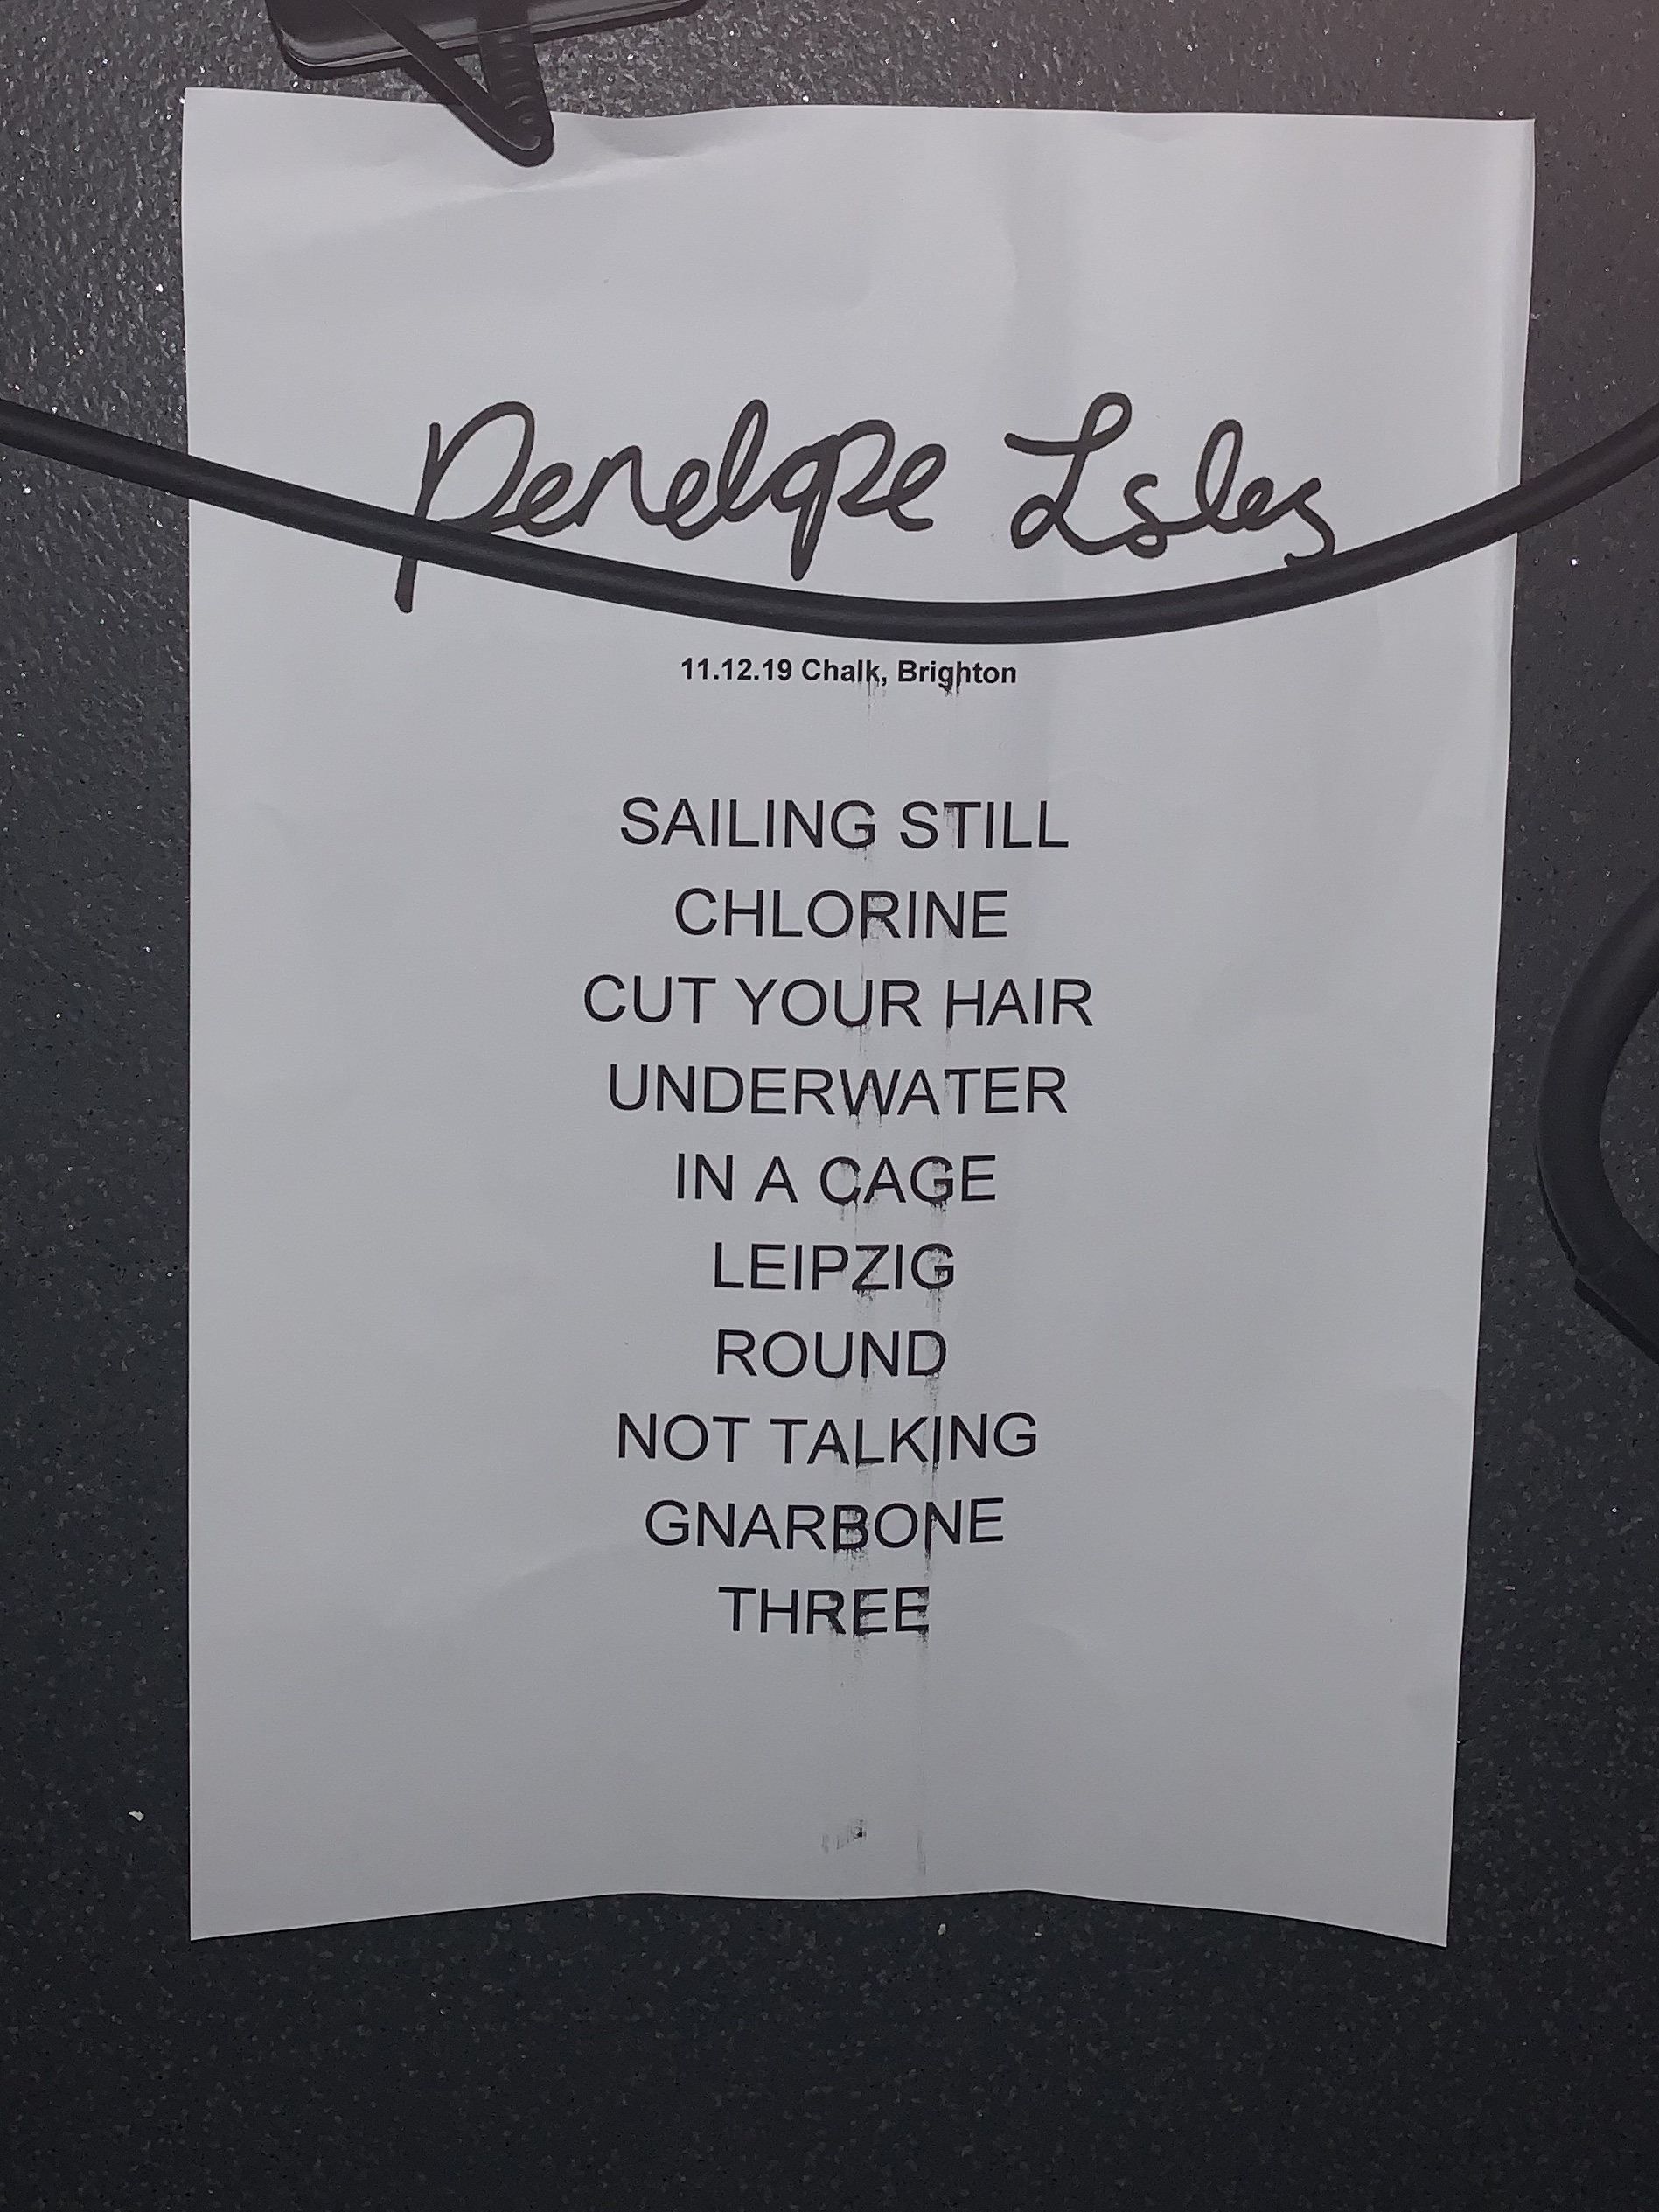 Penelope Isles
11.12.19 Chalk, Brighton
SAILING STILL
CHLORINE
CUT YOUR HAIR
UNDERWATER
IN A CAGE
LEIPZIG
ROUND
NOT TALKING
GNARBONE
THREE